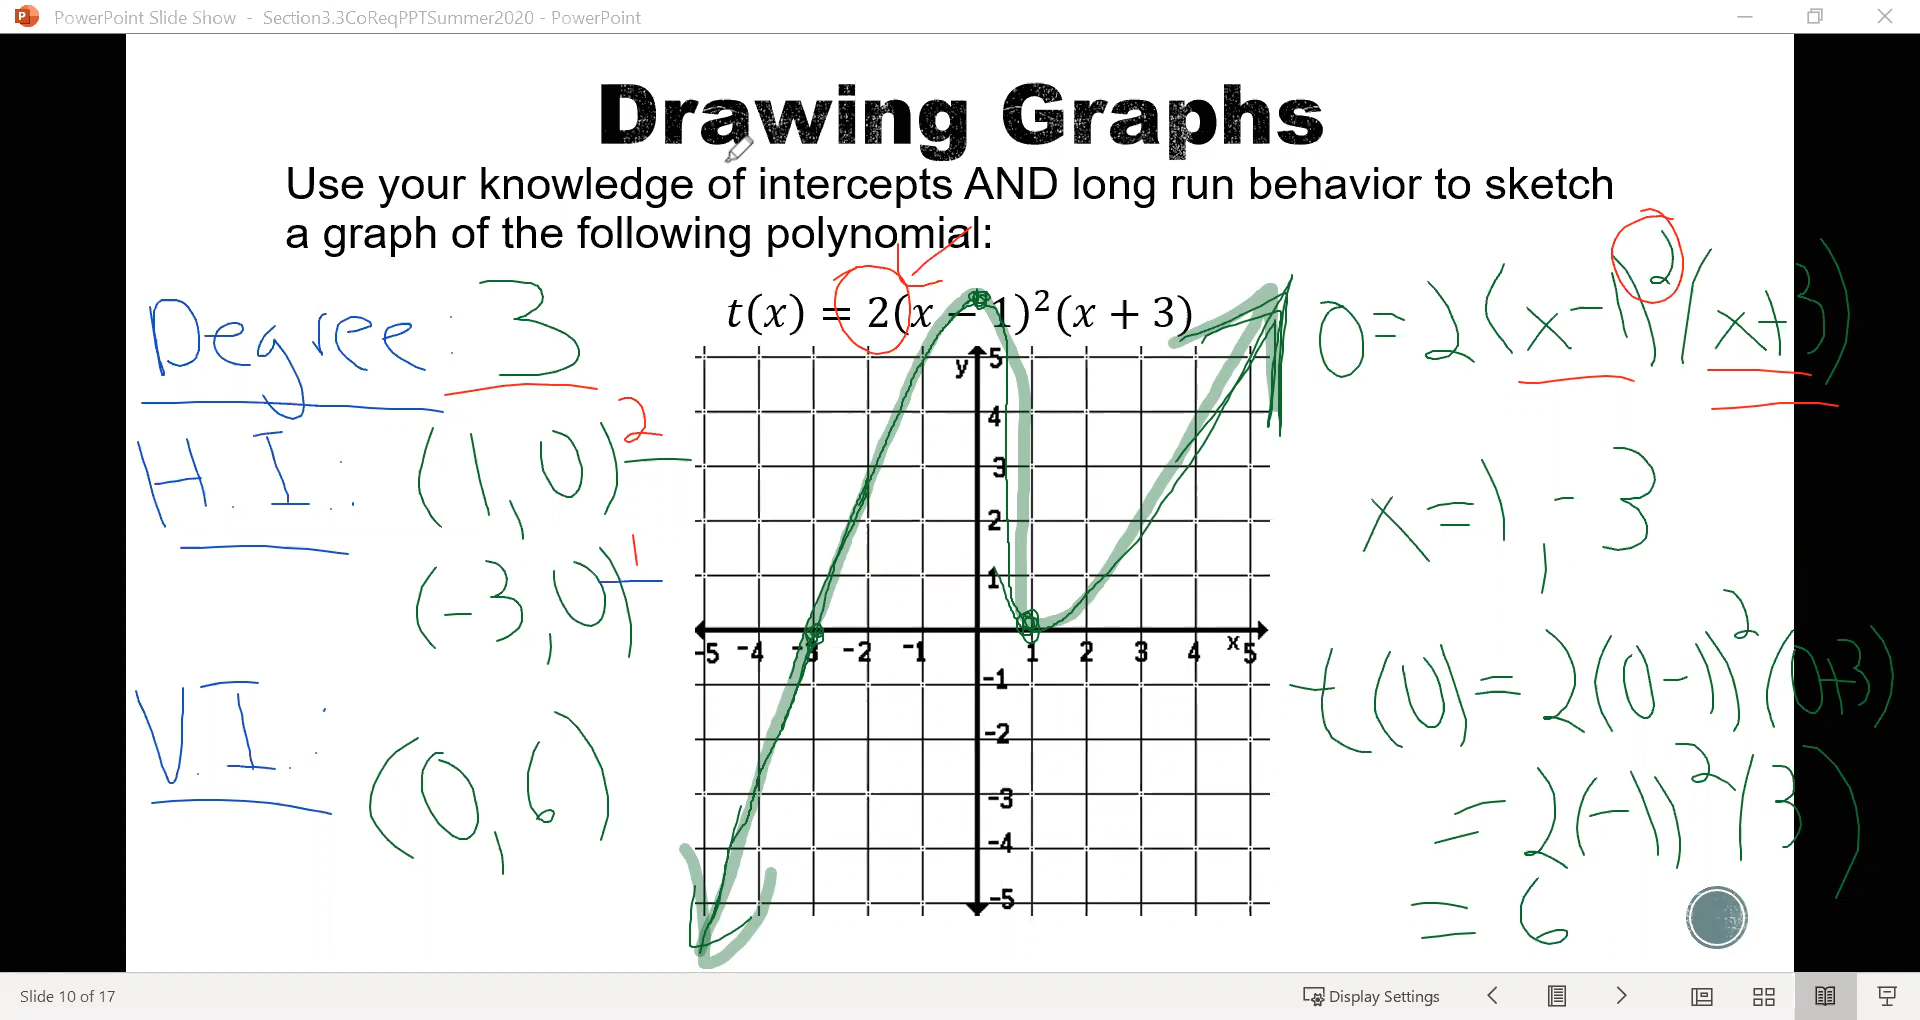 PowerPoint Slide Show - Section3.3CoReqPPTSummer2020 - PowerPoint
Drawing Graphs
Use your knowledge of intercepts AND long run behavior to sketch
a graph of the following polynomial:
t(x) = 2(x − 1)²(x + 3)
Degree: 3
H.I.: (1,0) 2
(-3,0) 1
V.I.: (0,6)
y 5
4
3
2
1
-5 -4 -3 -2 -1 1 2 3 4 x 5
-1
-2
-3
-4
-5
0=2(x-1)²(x+3)
x=1,-3
t(0)=2(0-1)²(0+3)
=2(-1)²(3)
=6
Slide 10 of 17
Display Settings